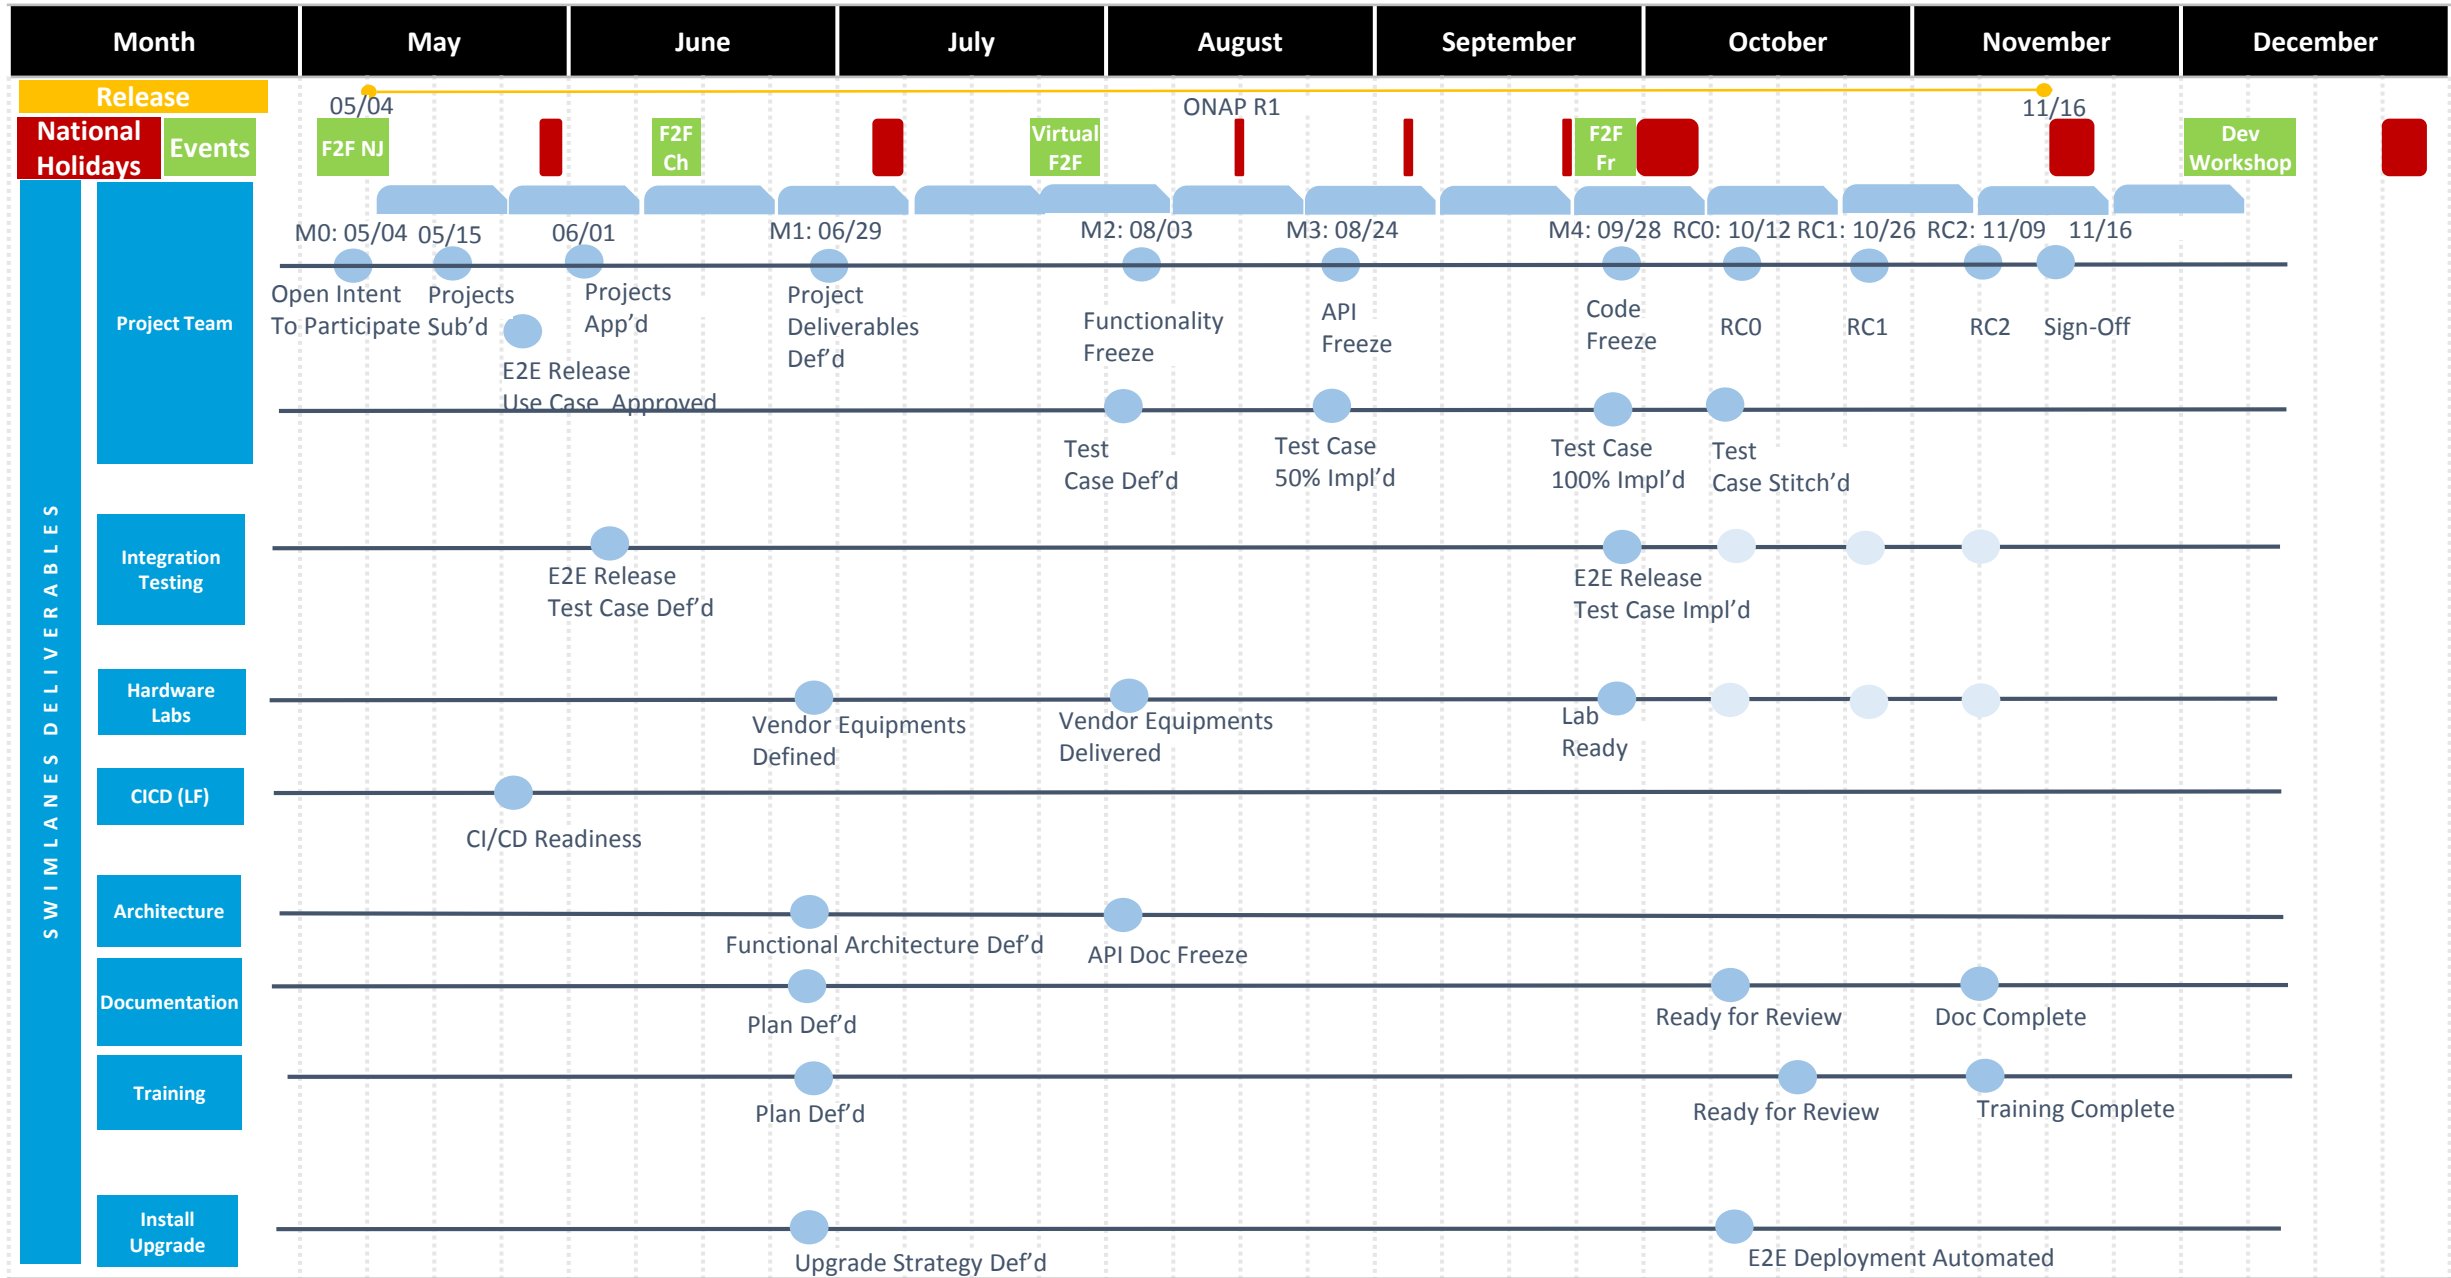 Month May June July August September October November December
Release
05/04 ONAP R1 11/16
National
Holidays
Events
F2F NJ
F2F
Ch
Virtual
F2F
F2F
Fr
Dev
Workshop
SWIMLANES DELIVERABLES
Project Team
M0: 05/04 05/15 06/01 M1: 06/29 M2: 08/03 M3: 08/24 M4: 09/28 RC0: 10/12 RC1: 10/26 RC2: 11/09 11/16
Open Intent
To Participate
Projects
Sub’d
Projects
App’d
Project
Deliverables
Def’d
Functionality
Freeze
API
Freeze
Code
Freeze
RC0
RC1
RC2
Sign-Off
E2E Release
Use Case Approved
Test
Case Def’d
Test Case
50% Impl’d
Test Case
100% Impl’d
Test
Case Stitch’d
Integration
Testing
E2E Release
Test Case Def’d
E2E Release
Test Case Impl’d
Hardware
Labs
Vendor Equipments
Defined
Vendor Equipments
Delivered
Lab
Ready
CICD (LF)
CI/CD Readiness
Architecture
Functional Architecture Def’d
API Doc Freeze
Documentation
Plan Def’d
Ready for Review
Doc Complete
Training
Plan Def’d
Ready for Review
Training Complete
Install
Upgrade
Upgrade Strategy Def’d
E2E Deployment Automated